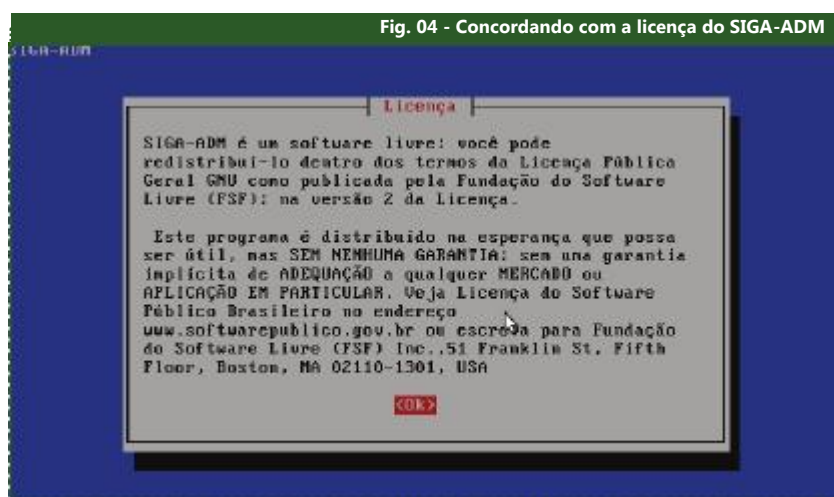 Fig. 04 - Concordando com a licença do SIGA-ADM
SIGA-ADM
Licença
SIGA-ADM é um software livre; você pode
redistribuí-lo dentro dos termos da Licença Pública
Geral GNU como publicada pela Fundação do Software
Livre (FSF); na versão 2 da Licença.
Este programa é distribuído na esperança que possa
ser útil, mas SEM NENHUMA GARANTIA; sem uma garantia
implícita de ADEQUAÇÃO a qualquer MERCADO ou
APLICAÇÃO EM PARTICULAR. Veja Licença do Software
Público Brasileiro no endereço
www.softwarepublico.gov.br ou escreva para Fundação
do Software Livre (FSF) Inc.,51 Franklin St, Fifth
Floor, Boston, MA 02110-1301, USA
<Ok>